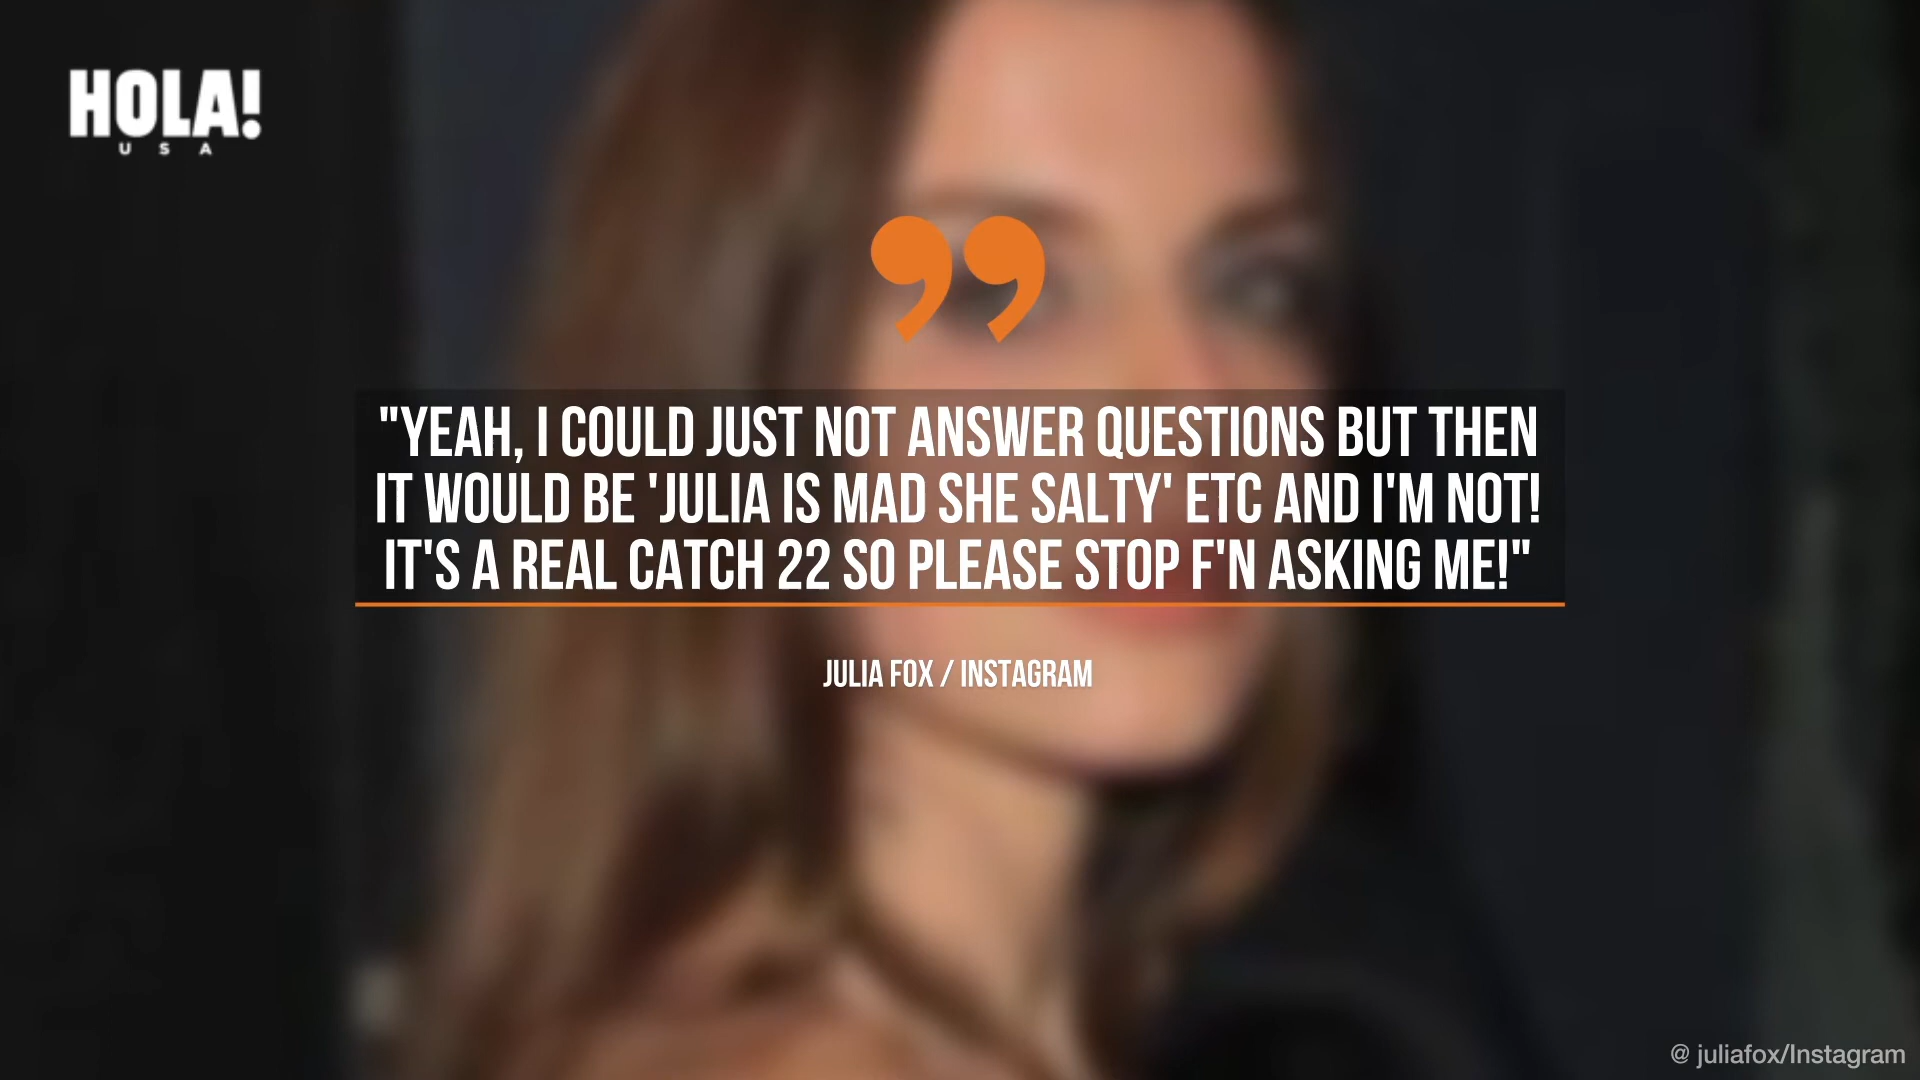 HOLA!
USA
"YEAH, I COULD JUST NOT ANSWER QUESTIONS BUT THEN
IT WOULD BE 'JULIA IS MAD SHE SALTY' ETC AND I'M NOT!
IT'S A REAL CATCH 22 SO PLEASE STOP F'N ASKING ME!"
JULIA FOX / INSTAGRAM
@ juliafox/Instagram